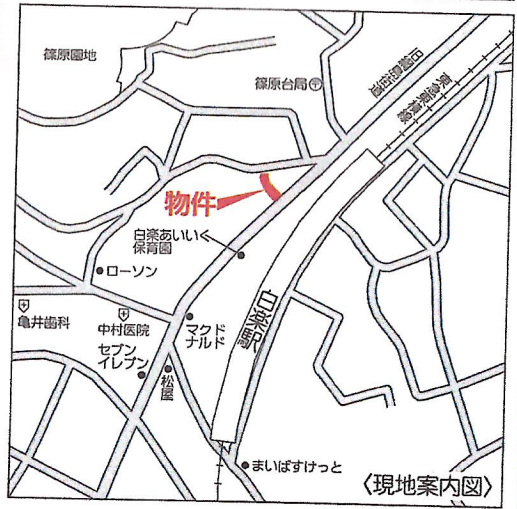 篠原園地
篠原台局
旧綱島街道
東急東横線
物件
白楽あいいく
保育園
ローソン
白楽駅
亀井歯科
中村医院
マクド
ナルド
セブン
イレブン
松屋
まいばすけっと
〈現地案内図〉